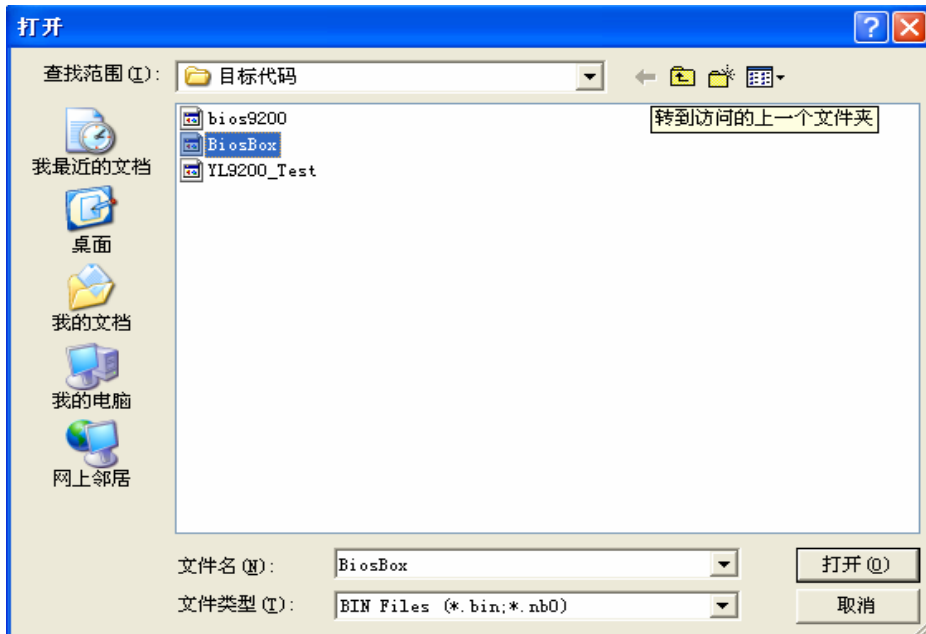 打开
查找范围(I):
目标代码
bios9200
转到访问的上一个文件夹
BiosBox
YL9200_Test
我最近的文档
桌面
我的文档
我的电脑
网上邻居
文件名(N):
BiosBox
打开(O)
文件类型(T):
BIN Files (*.bin;*.nb0)
取消